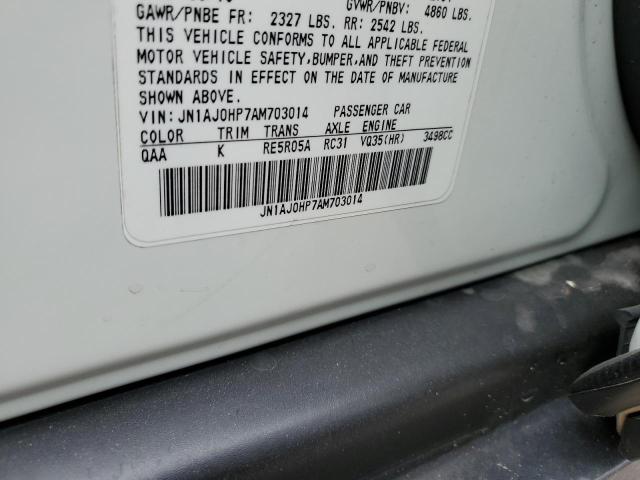 GVWR/PNBV: 4860 LBS.
GAWR/PNBE FR: 2327 LBS. RR: 2542 LBS.
THIS VEHICLE CONFORMS TO ALL APPLICABLE FEDERAL
MOTOR VEHICLE SAFETY,BUMPER,AND THEFT PREVENTION
STANDARDS IN EFFECT ON THE DATE OF MANUFACTURE
SHOWN ABOVE.
VIN: JN1AJ0HP7AM703014 PASSENGER CAR
COLOR TRIM TRANS AXLE ENGINE
QAA K RE5R05A RC31 VQ35(HR) 3498CC
JN1AJ0HP7AM703014